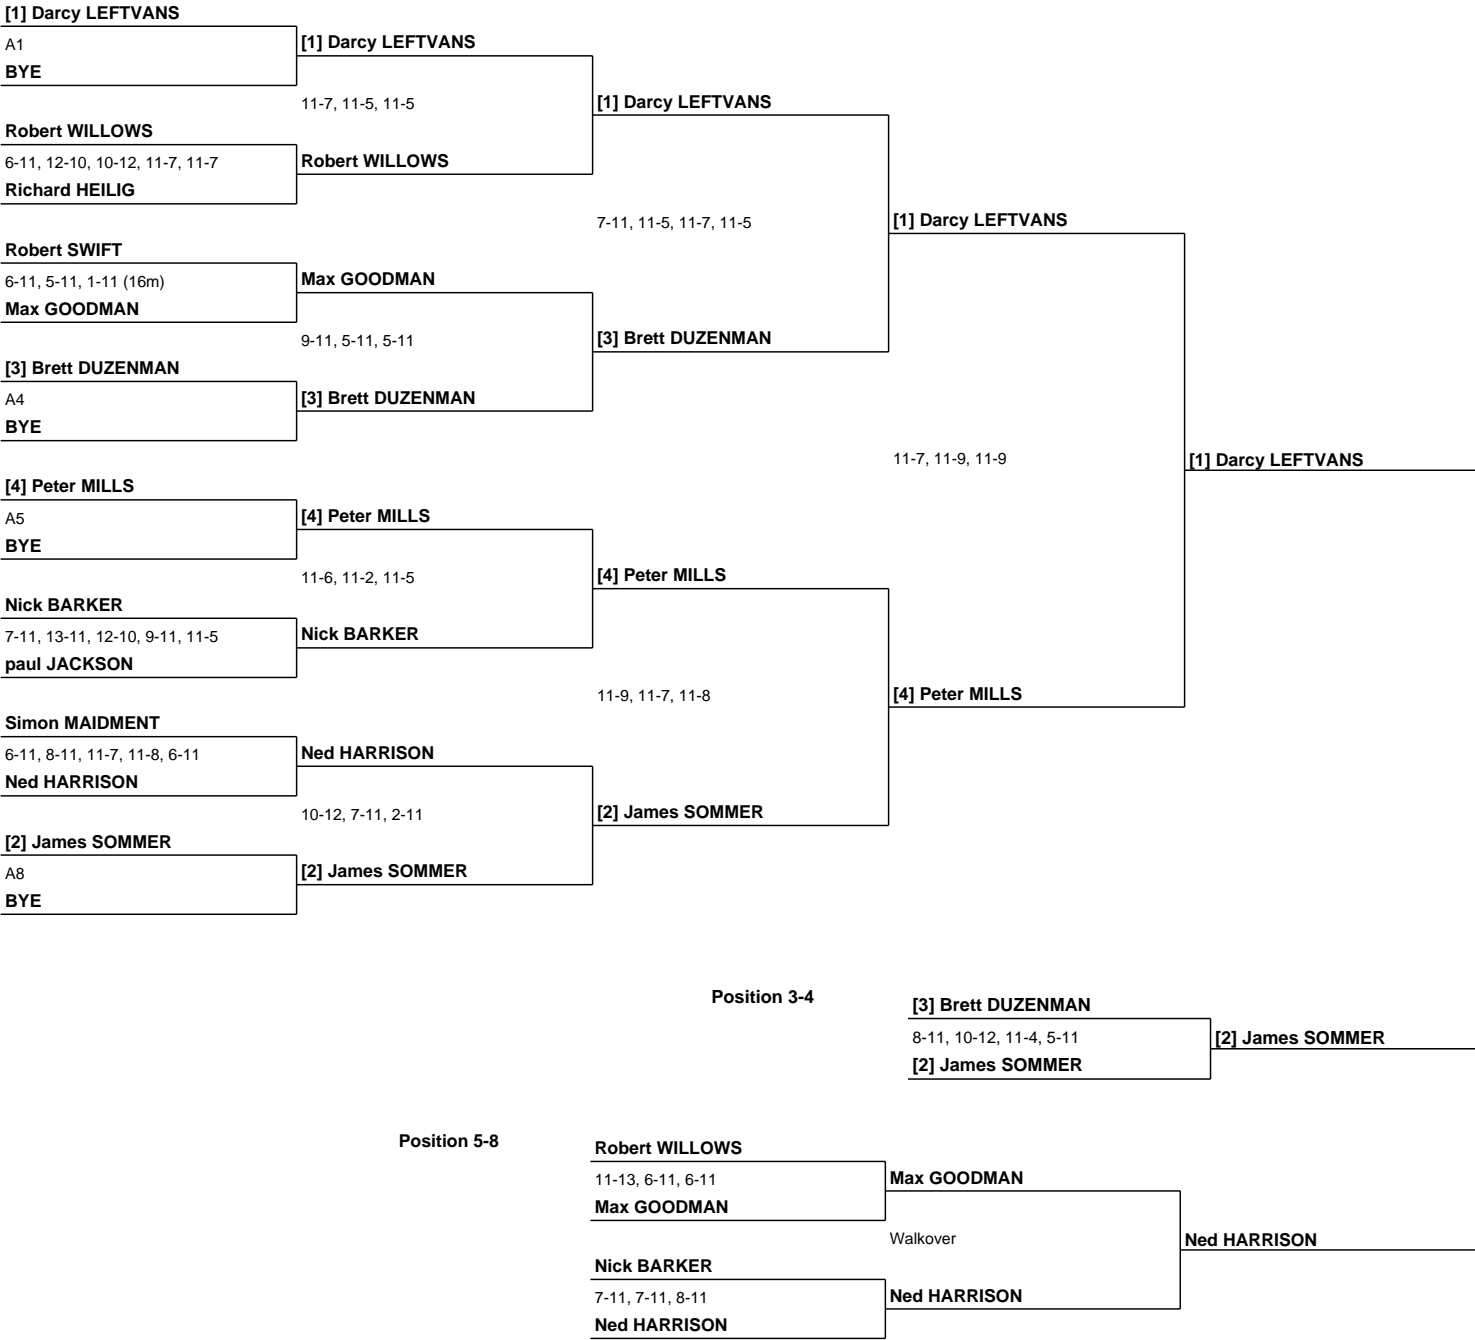 [1] Darcy LEFTVANS
A1
BYE
[1] Darcy LEFTVANS
11-7, 11-5, 11-5
[1] Darcy LEFTVANS
Robert WILLOWS
6-11, 12-10, 10-12, 11-7, 11-7
Richard HEILIG
Robert WILLOWS
7-11, 11-5, 11-7, 11-5
[1] Darcy LEFTVANS
Robert SWIFT
6-11, 5-11, 1-11 (16m)
Max GOODMAN
Max GOODMAN
9-11, 5-11, 5-11
[3] Brett DUZENMAN
[3] Brett DUZENMAN
A4
BYE
[3] Brett DUZENMAN
11-7, 11-9, 11-9
[1] Darcy LEFTVANS
[4] Peter MILLS
A5
BYE
[4] Peter MILLS
11-6, 11-2, 11-5
[4] Peter MILLS
Nick BARKER
7-11, 13-11, 12-10, 9-11, 11-5
paul JACKSON
Nick BARKER
11-9, 11-7, 11-8
[4] Peter MILLS
Simon MAIDMENT
6-11, 8-11, 11-7, 11-8, 6-11
Ned HARRISON
Ned HARRISON
10-12, 7-11, 2-11
[2] James SOMMER
[2] James SOMMER
A8
BYE
[2] James SOMMER
Position 3-4
[3] Brett DUZENMAN
8-11, 10-12, 11-4, 5-11
[2] James SOMMER
[2] James SOMMER
Position 5-8
Robert WILLOWS
11-13, 6-11, 6-11
Max GOODMAN
Max GOODMAN
Walkover
Ned HARRISON
Nick BARKER
7-11, 7-11, 8-11
Ned HARRISON
Ned HARRISON